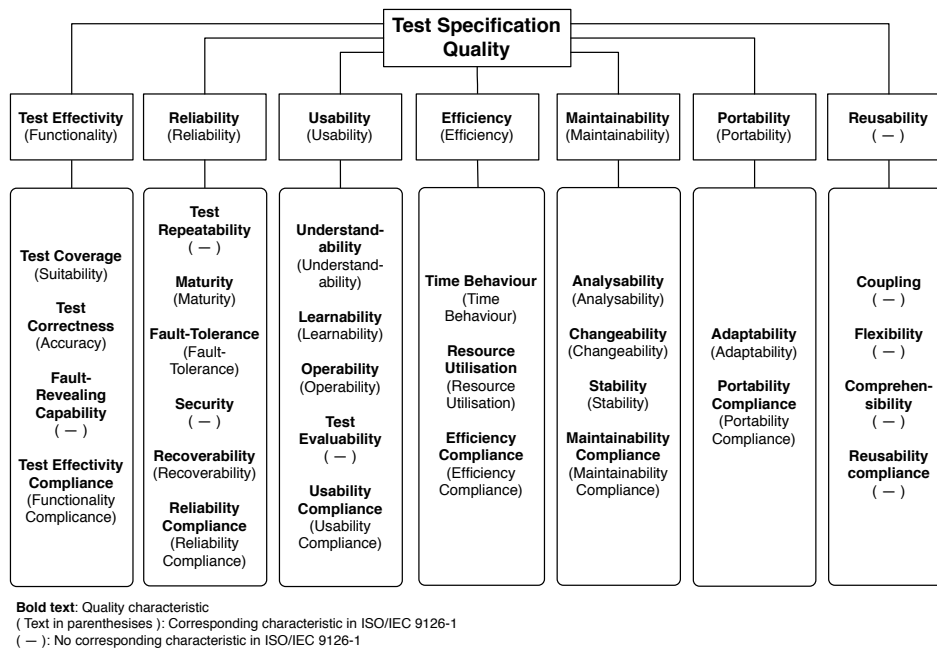 Test Specification
Quality
Test Effectivity
(Functionality)
Reliability
(Reliability)
Usability
(Usability)
Efficiency
(Efficiency)
Maintainability
(Maintainability)
Portability
(Portability)
Reusability
( — )
Test Coverage
(Suitability)
Test
Correctness
(Accuracy)
Fault-
Revealing
Capability
( — )
Test Effectivity
Compliance
(Functionality
Complicance)
Test
Repeatability
( — )
Maturity
(Maturity)
Fault-Tolerance
(Fault-
Tolerance)
Security
( — )
Recoverability
(Recoverability)
Reliability
Compliance
(Reliability
Compliance)
Understand-
ability
(Understand-
ability)
Learnability
(Learnability)
Operability
(Operability)
Test
Evaluability
( — )
Usability
Compliance
(Usability
Compliance)
Time Behaviour
(Time
Behaviour)
Resource
Utilisation
(Resource
Utilisation)
Efficiency
Compliance
(Efficiency
Compliance)
Analysability
(Analysability)
Changeability
(Changeability)
Stability
(Stability)
Maintainability
Compliance
(Maintainability
Compliance)
Adaptability
(Adaptability)
Portability
Compliance
(Portability
Compliance)
Coupling
( — )
Flexibility
( — )
Comprehen-
sibility
( — )
Reusability
compliance
( — )
Bold text: Quality characteristic
( Text in parenthesises ): Corresponding characteristic in ISO/IEC 9126-1
( — ): No corresponding characteristic in ISO/IEC 9126-1